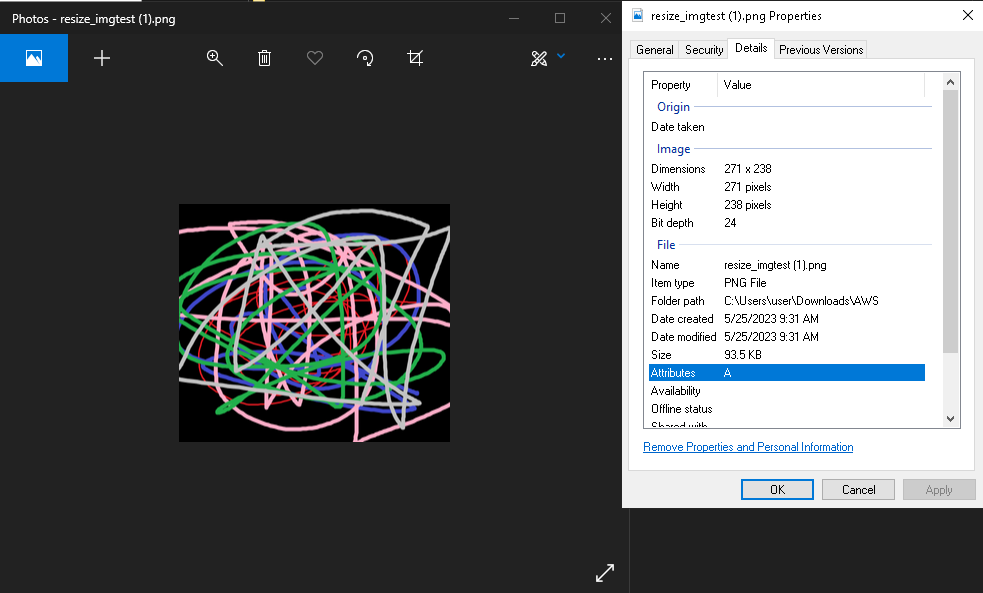 Photos - resize_imgtest (1).png
resize_imgtest (1).png Properties
General Security Details Previous Versions
Property Value
Origin
Date taken
Image
Dimensions 271 x 238
Width 271 pixels
Height 238 pixels
Bit depth 24
File
Name resize_imgtest (1).png
Item type PNG File
Folder path C:\Users\user\Downloads\AWS
Date created 5/25/2023 9:31 AM
Date modified 5/25/2023 9:31 AM
Size 93.5 KB
Attributes A
Availability
Offline status
Shared with
Remove Properties and Personal Information
OK Cancel Apply